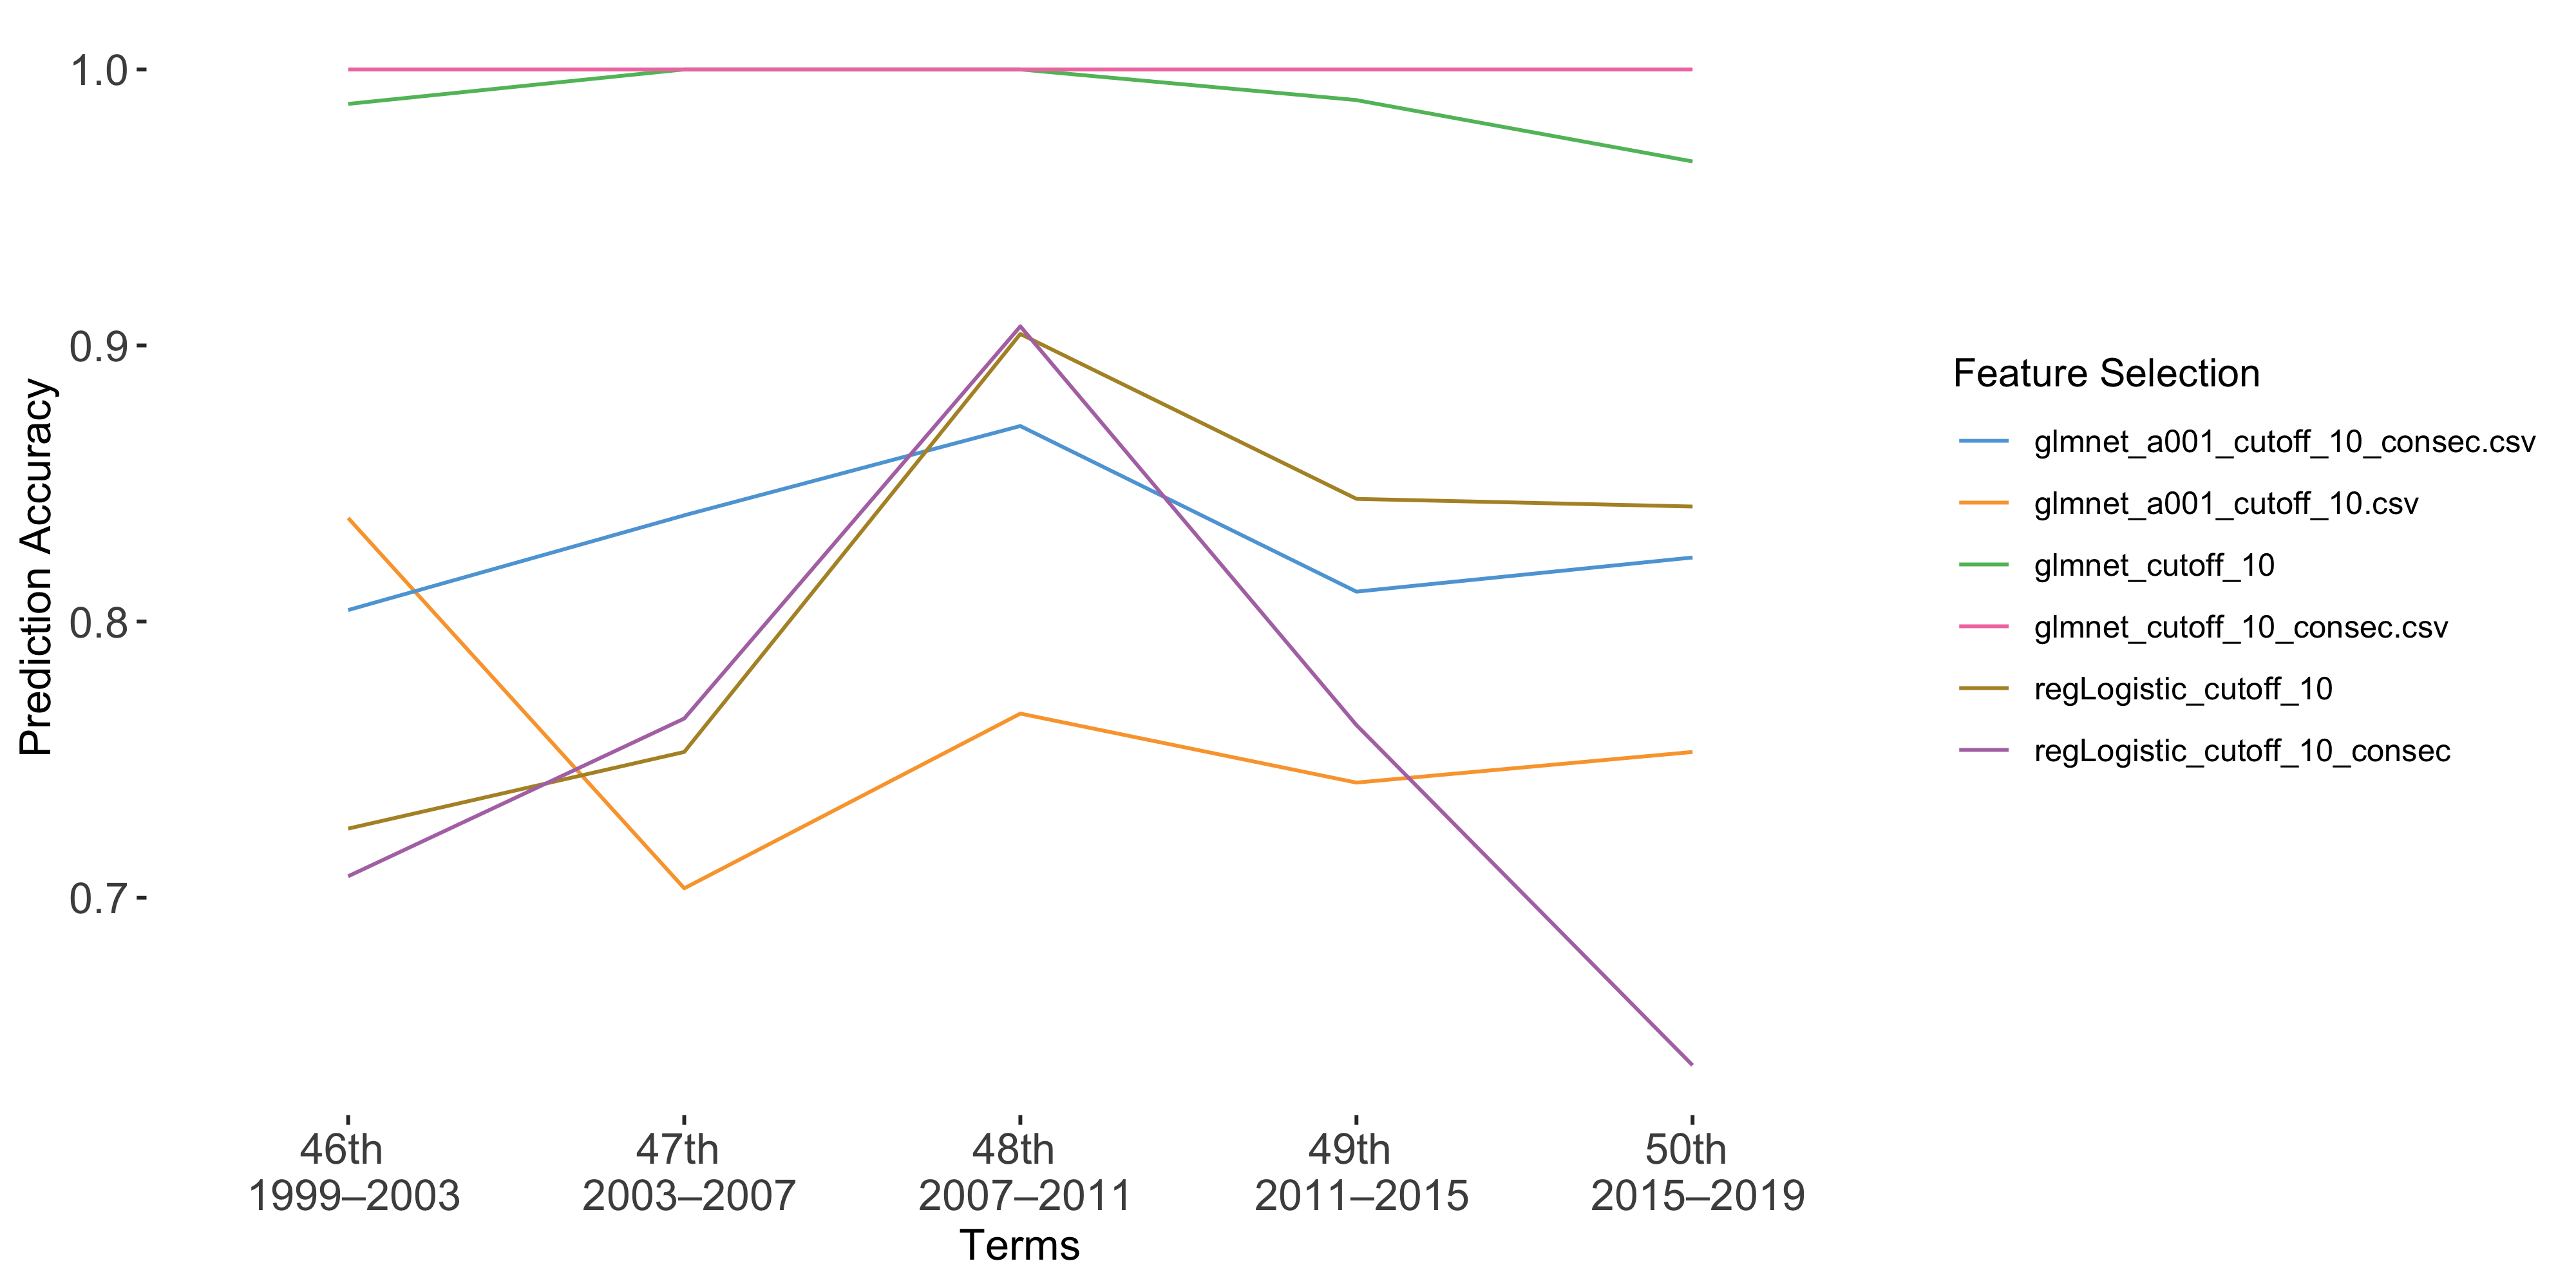 1.0
0.9
0.8
0.7
Prediction Accuracy
46th
1999–2003
47th
2003–2007
48th
2007–2011
49th
2011–2015
50th
2015–2019
Terms
Feature Selection
glmnet_a001_cutoff_10_consec.csv
glmnet_a001_cutoff_10.csv
glmnet_cutoff_10
glmnet_cutoff_10_consec.csv
regLogistic_cutoff_10
regLogistic_cutoff_10_consec